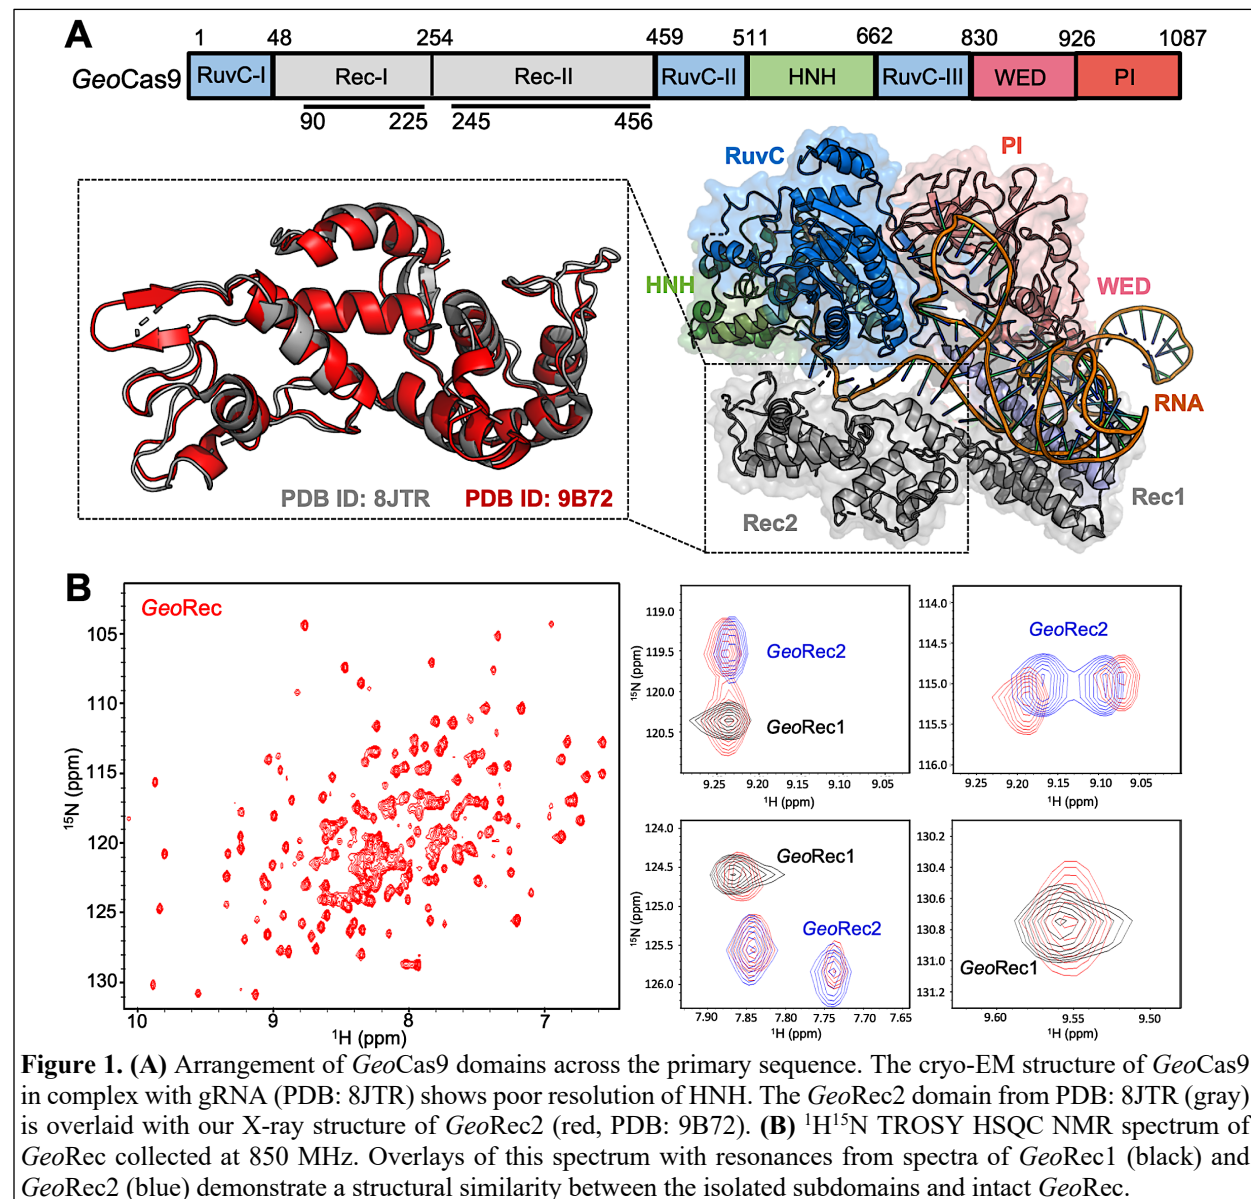 A
1 48 254 459 511 662 830 926 1087
GeoCas9 RuvC-I Rec-I Rec-II RuvC-II HNH RuvC-III WED PI
90 225 245 456
RuvC
PI
HNH
WED
RNA
Rec1
Rec2
PDB ID: 8JTR PDB ID: 9B72
B
GeoRec
105
110
115
120
125
130
¹⁵N (ppm)
10 9 8 7
¹H (ppm)
119.0
119.5
120.0
120.5
¹⁵N (ppm)
GeoRec2
GeoRec1
9.25 9.20 9.15 9.10 9.05
¹H (ppm)
114.0
114.5
115.0
115.5
116.0
GeoRec2
9.25 9.20 9.15 9.10 9.05
¹H (ppm)
124.0
124.5
125.0
125.5
126.0
¹⁵N (ppm)
GeoRec1
GeoRec2
7.90 7.85 7.80 7.75 7.70 7.65
¹H (ppm)
130.2
130.4
130.6
130.8
131.0
131.2
GeoRec1
9.60 9.55 9.50
¹H (ppm)
Figure 1. (A) Arrangement of GeoCas9 domains across the primary sequence. The cryo-EM structure of GeoCas9
in complex with gRNA (PDB: 8JTR) shows poor resolution of HNH. The GeoRec2 domain from PDB: 8JTR (gray)
is overlaid with our X-ray structure of GeoRec2 (red, PDB: 9B72). (B) ¹H¹⁵N TROSY HSQC NMR spectrum of
GeoRec collected at 850 MHz. Overlays of this spectrum with resonances from spectra of GeoRec1 (black) and
GeoRec2 (blue) demonstrate a structural similarity between the isolated subdomains and intact GeoRec.